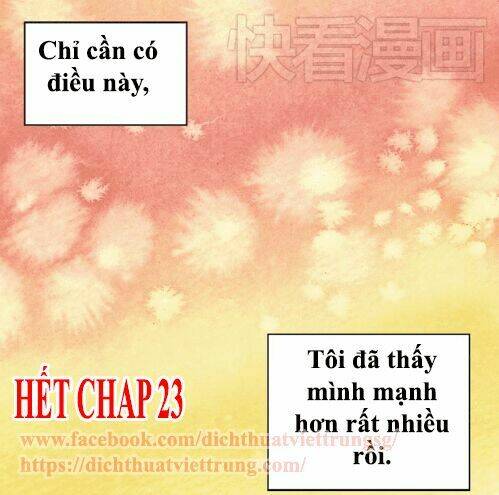 快看漫画
Chỉ cần có
điều này,
Tôi đã thấy
mình mạnh
hơn rất nhiều
rồi.
HẾT CHAP 23
www.facebook.com/dichthuatviettrungsg/
https://dichthuatviettrung.com/